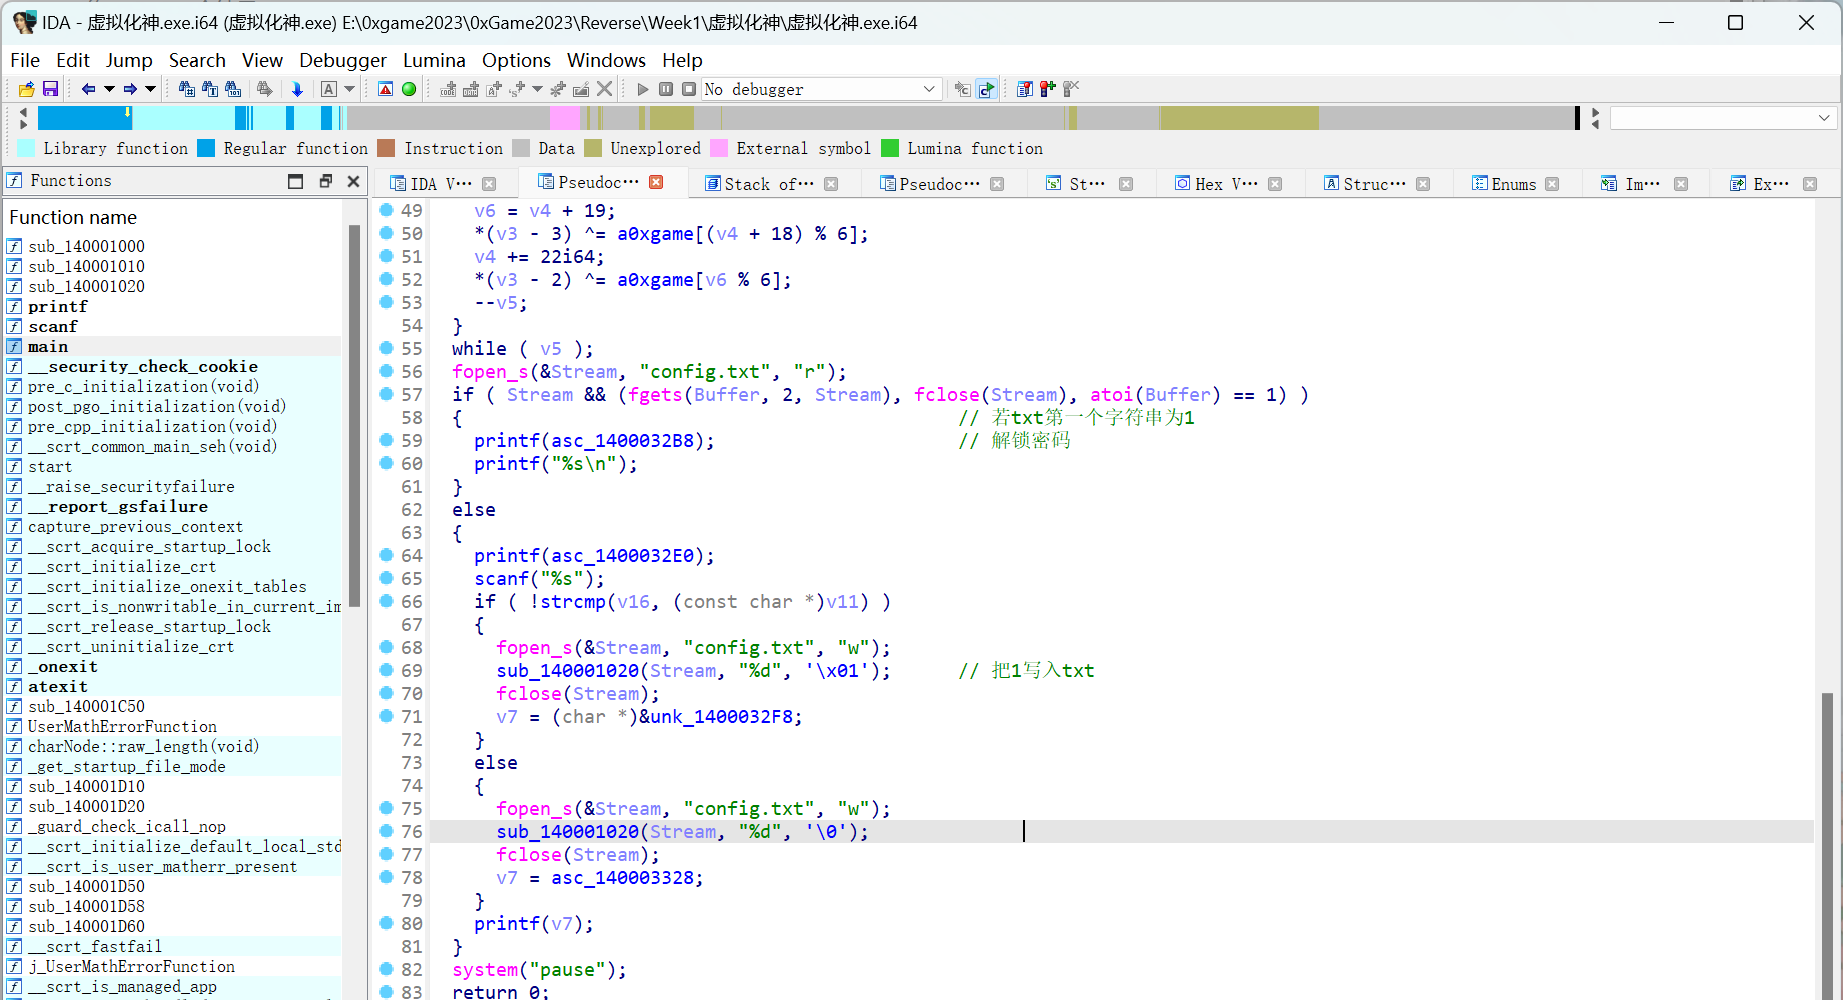 IDA - 虚拟化神.exe.i64 (虚拟化神.exe) E:\0xgame2023\0xGame2023\Reverse\Week1\虚拟化神\虚拟化神.exe.i64
File Edit Jump Search View Debugger Lumina Options Windows Help
No debugger
Library function Regular function Instruction Data Unexplored External symbol Lumina function
Functions
IDA V··· Pseudoc··· Stack of··· Pseudoc··· St··· Hex V··· Struc··· Enums Im··· Ex···
Function name
sub_140001000
sub_140001010
sub_140001020
printf
scanf
main
__security_check_cookie
pre_c_initialization(void)
post_pgo_initialization(void)
pre_cpp_initialization(void)
__scrt_common_main_seh(void)
start
__raise_securityfailure
__report_gsfailure
capture_previous_context
__scrt_acquire_startup_lock
__scrt_initialize_crt
__scrt_initialize_onexit_tables
__scrt_is_nonwritable_in_current_im
__scrt_release_startup_lock
__scrt_uninitialize_crt
_onexit
atexit
sub_140001C50
UserMathErrorFunction
charNode::raw_length(void)
_get_startup_file_mode
sub_140001D10
sub_140001D20
_guard_check_icall_nop
__scrt_initialize_default_local_std
__scrt_is_user_matherr_present
sub_140001D50
sub_140001D58
sub_140001D60
__scrt_fastfail
j_UserMathErrorFunction
__scrt_is_managed_app
49 v6 = v4 + 19;
50 *(v3 - 3) ^= a0xgame[(v4 + 18) % 6];
51 v4 += 22i64;
52 *(v3 - 2) ^= a0xgame[v6 % 6];
53 --v5;
54 }
55 while ( v5 );
56 fopen_s(&Stream, "config.txt", "r");
57 if ( Stream && (fgets(Buffer, 2, Stream), fclose(Stream), atoi(Buffer) == 1) )
58 { // 若txt第一个字符串为1
59 printf(asc_1400032B8); // 解锁密码
60 printf("%s\n");
61 }
62 else
63 {
64 printf(asc_1400032E0);
65 scanf("%s");
66 if ( !strcmp(v16, (const char *)v11) )
67 {
68 fopen_s(&Stream, "config.txt", "w");
69 sub_140001020(Stream, "%d", '\x01'); // 把1写入txt
70 fclose(Stream);
71 v7 = (char *)&unk_1400032F8;
72 }
73 else
74 {
75 fopen_s(&Stream, "config.txt", "w");
76 sub_140001020(Stream, "%d", '\0');
77 fclose(Stream);
78 v7 = asc_140003328;
79 }
80 printf(v7);
81 }
82 system("pause");
83 return 0;